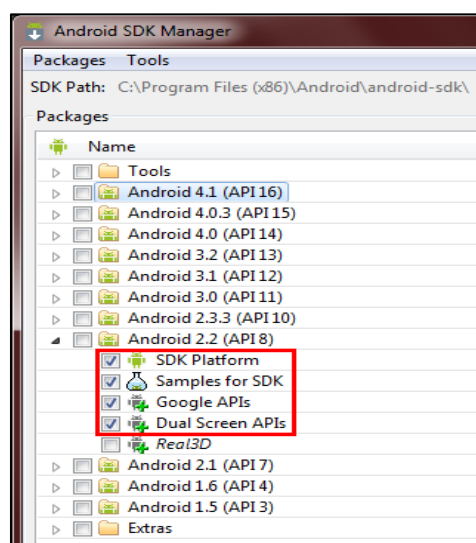 Android SDK Manager
Packages Tools
SDK Path: C:\Program Files (x86)\Android\android-sdk\
Packages
Name
Tools
Android 4.1 (API 16)
Android 4.0.3 (API 15)
Android 4.0 (API 14)
Android 3.2 (API 13)
Android 3.1 (API 12)
Android 3.0 (API 11)
Android 2.3.3 (API 10)
Android 2.2 (API 8)
SDK Platform
Samples for SDK
Google APIs
Dual Screen APIs
Real3D
Android 2.1 (API 7)
Android 1.6 (API 4)
Android 1.5 (API 3)
Extras